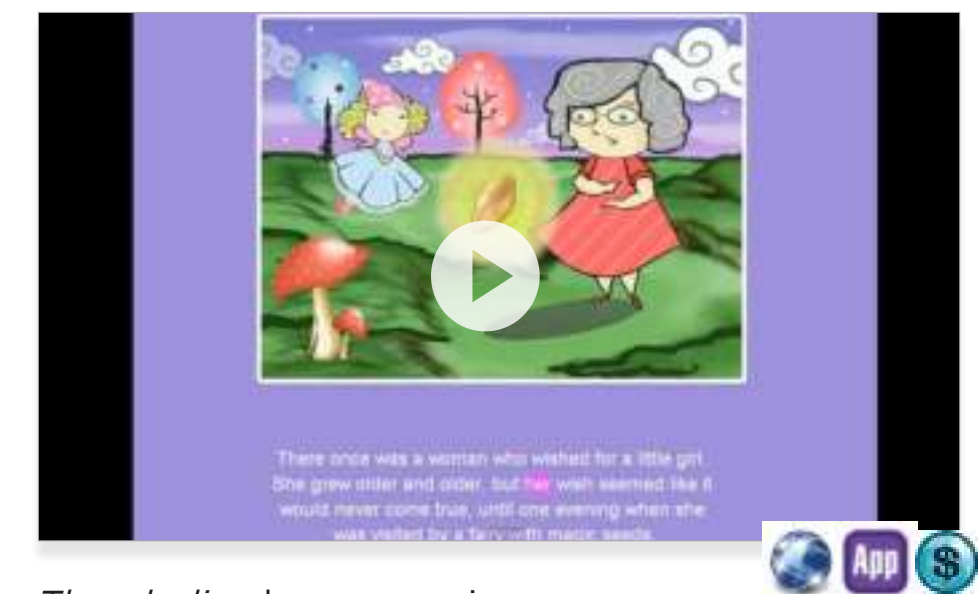 There once was a woman who wished for a little girl.
She grew older and older, but her wish seemed like it
would never come true, until one evening when she
was visited by a fairy with magic seeds.
App
$